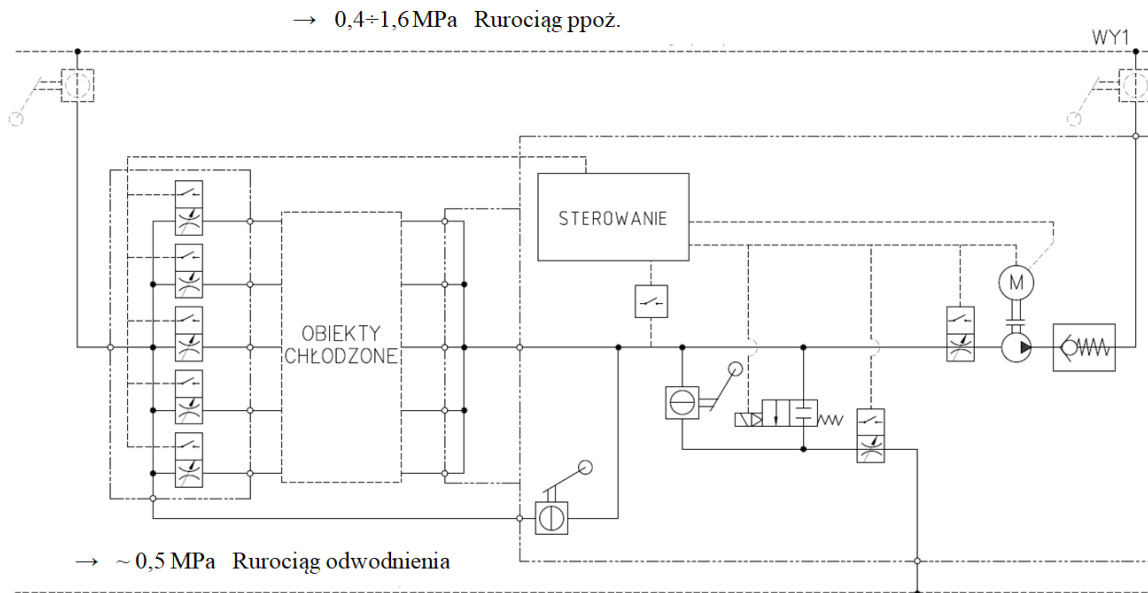 → 0,4÷1,6 MPa Rurociąg ppoż.
WY1
STEROWANIE
M
OBIEKTY
CHŁODZONE
→ ~ 0,5 MPa Rurociąg odwodnienia